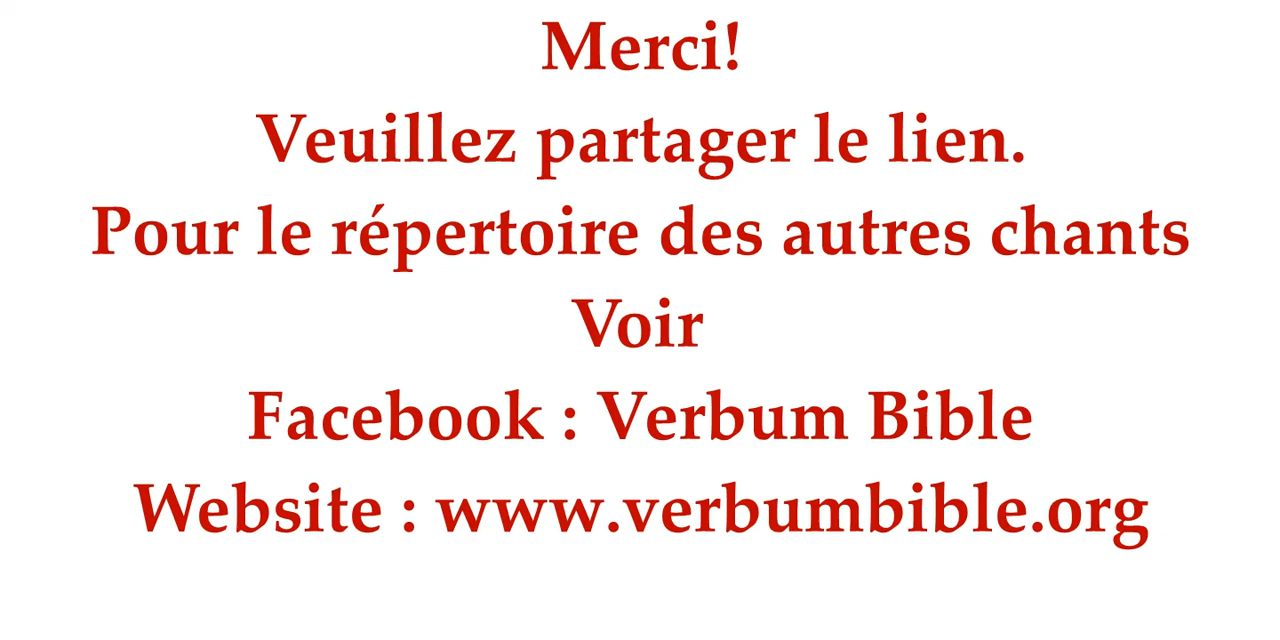 Merci!
Veuillez partager le lien.
Pour le répertoire des autres chants
Voir
Facebook : Verbum Bible
Website : www.verbumbible.org